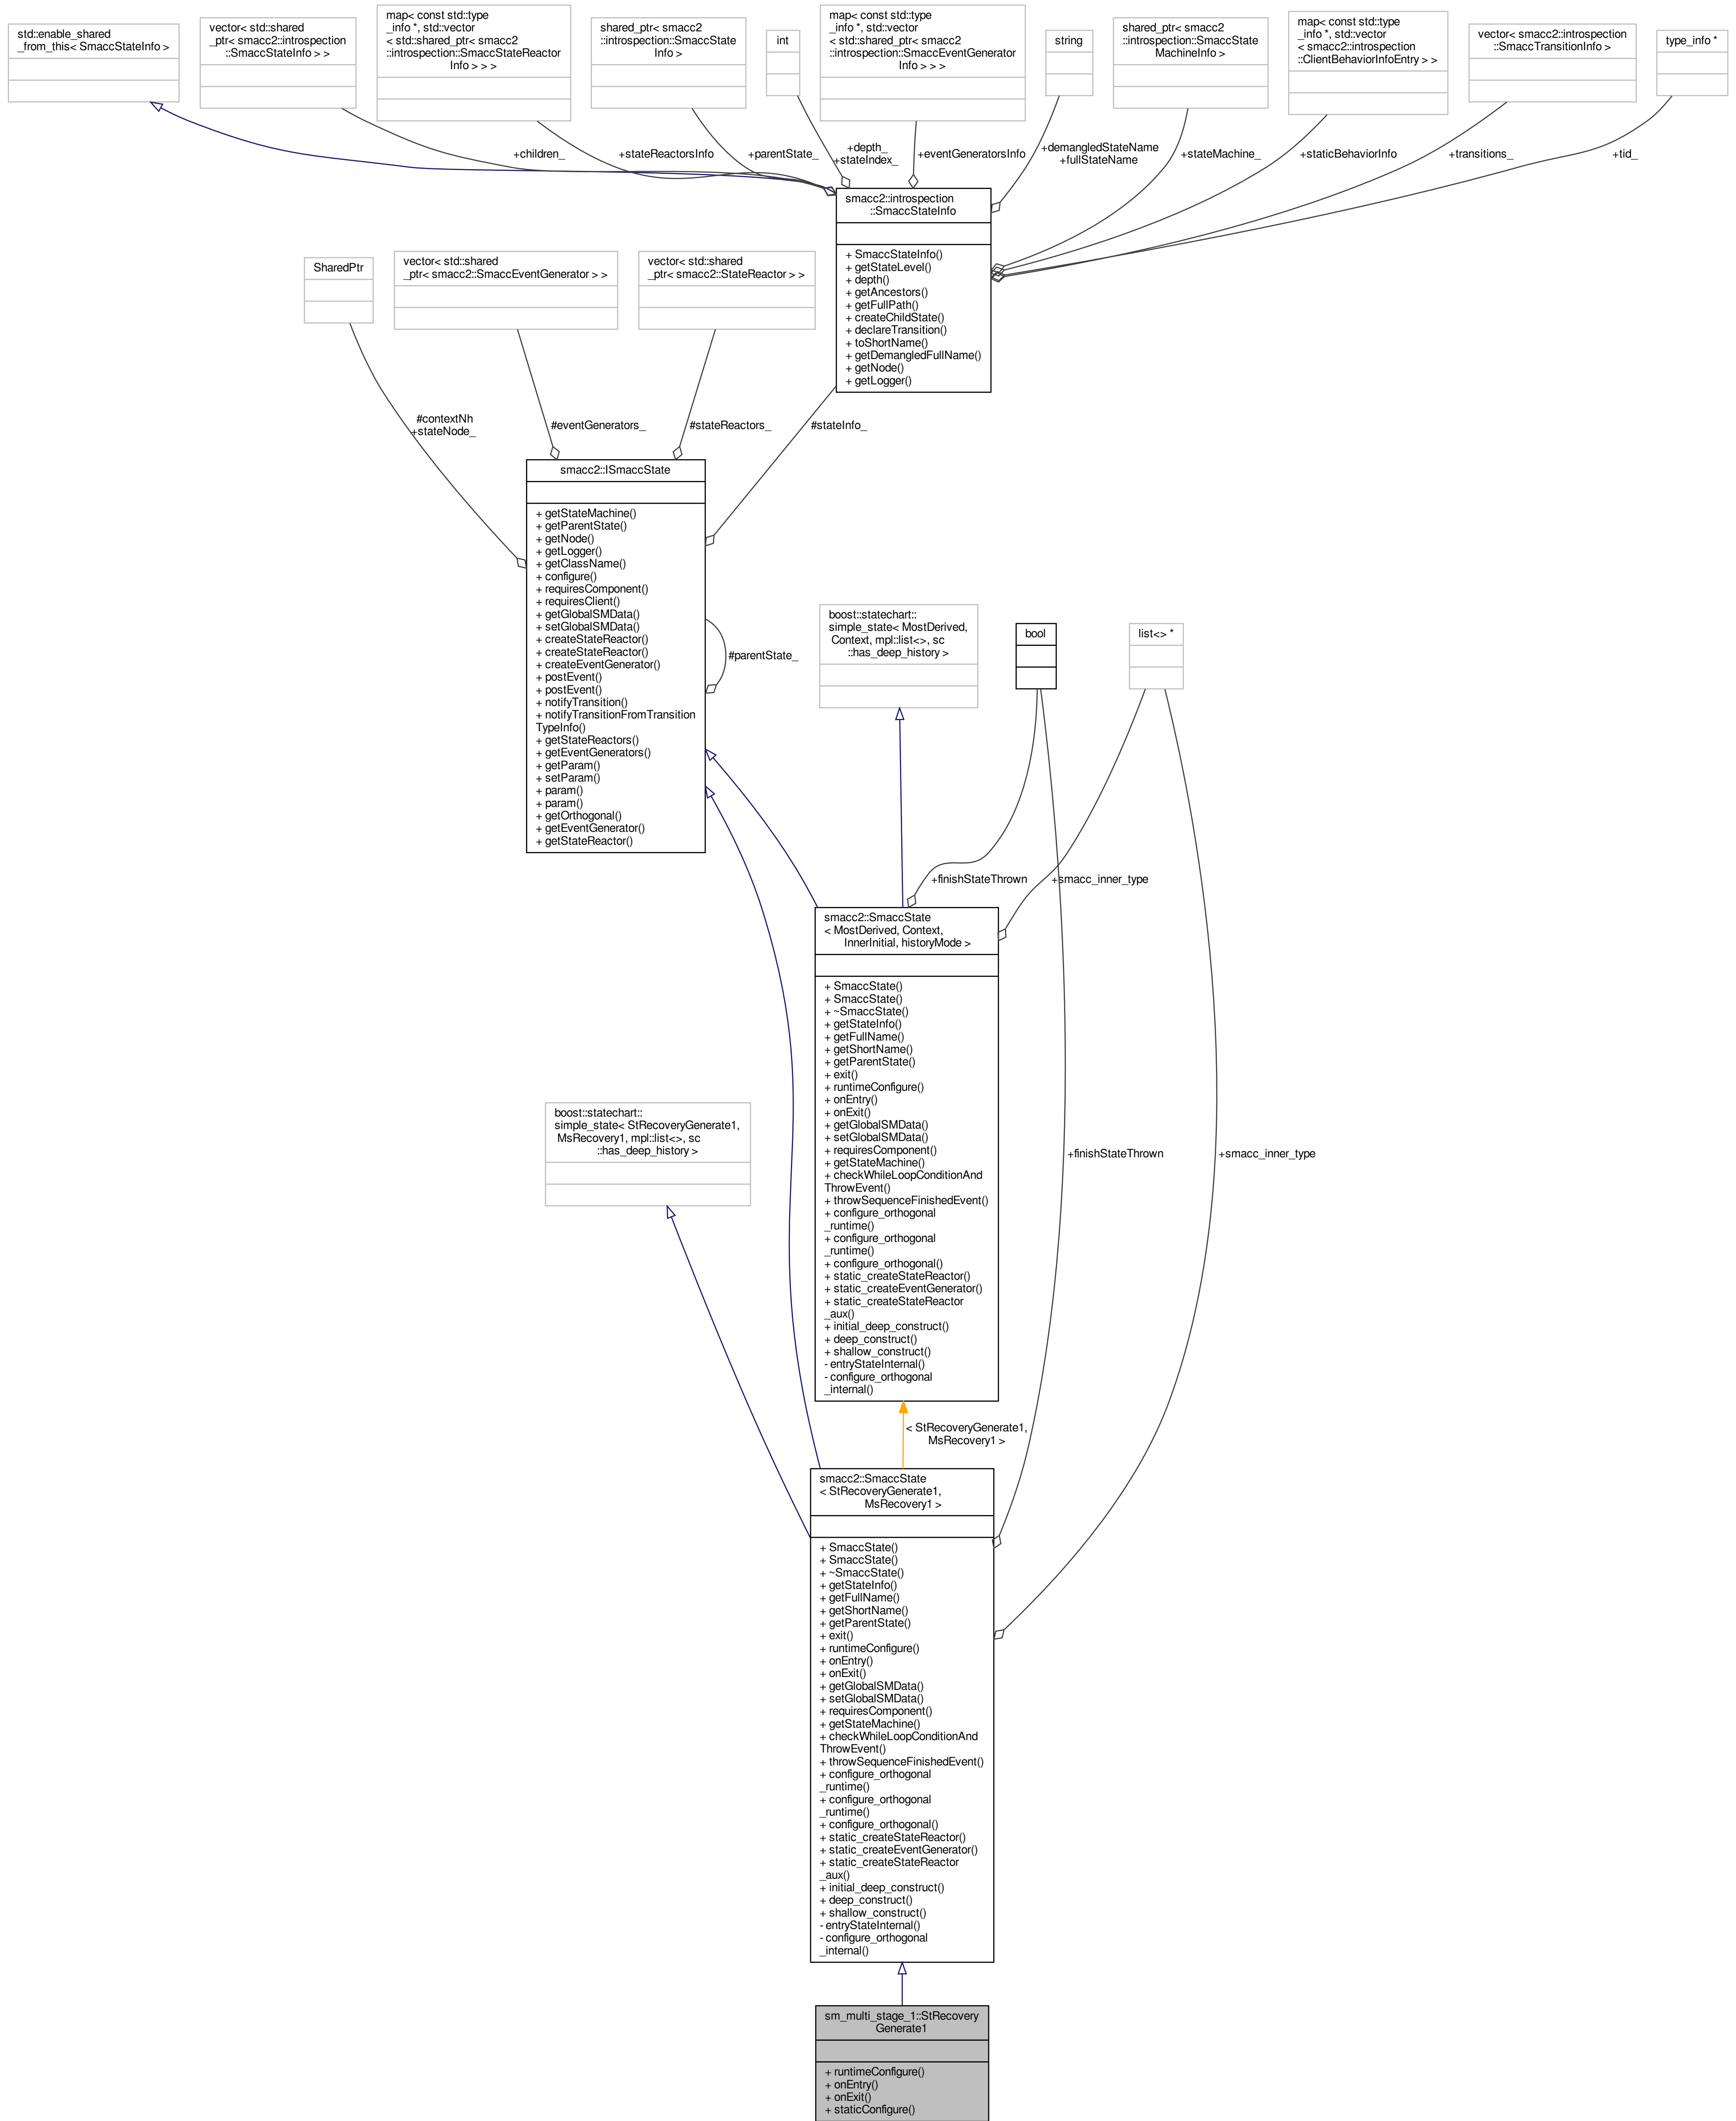 std::enable_shared
_from_this< SmaccStateInfo >
vector< std::shared
_ptr< smacc2::introspection
::SmaccStateInfo > >
map< const std::type
_info *, std::vector
< std::shared_ptr< smacc2
::introspection::SmaccStateReactor
Info > > >
shared_ptr< smacc2
::introspection::SmaccState
Info >
int
map< const std::type
_info *, std::vector
< std::shared_ptr< smacc2
::introspection::SmaccEventGenerator
Info > > >
string
shared_ptr< smacc2
::introspection::SmaccState
MachineInfo >
map< const std::type
_info *, std::vector
< smacc2::introspection
::ClientBehaviorInfoEntry > >
vector< smacc2::introspection
::SmaccTransitionInfo >
type_info *
+children_
+stateReactorsInfo
+parentState_
+depth_
+stateIndex_
+eventGeneratorsInfo
+demangledStateName
+fullStateName
+stateMachine_
+staticBehaviorInfo
+transitions_
+tid_
smacc2::introspection
::SmaccStateInfo
+ SmaccStateInfo()
+ getStateLevel()
+ depth()
+ getAncestors()
+ getFullPath()
+ createChildState()
+ declareTransition()
+ toShortName()
+ getDemangledFullName()
+ getNode()
+ getLogger()
SharedPtr
vector< std::shared
_ptr< smacc2::SmaccEventGenerator > >
vector< std::shared
_ptr< smacc2::StateReactor > >
#contextNh
+stateNode_
#eventGenerators_
#stateReactors_
#stateInfo_
smacc2::ISmaccState
+ getStateMachine()
+ getParentState()
+ getNode()
+ getLogger()
+ getClassName()
+ configure()
+ requiresComponent()
+ requiresClient()
+ getGlobalSMData()
+ setGlobalSMData()
+ createStateReactor()
+ createStateReactor()
+ createEventGenerator()
+ postEvent()
+ postEvent()
+ notifyTransition()
+ notifyTransitionFromTransition
TypeInfo()
+ getStateReactors()
+ getEventGenerators()
+ getParam()
+ setParam()
+ param()
+ param()
+ getOrthogonal()
+ getEventGenerator()
+ getStateReactor()
#parentState_
boost::statechart::
simple_state< MostDerived,
Context, mpl::list<>, sc
::has_deep_history >
bool
list<> *
+finishStateThrown
+smacc_inner_type
smacc2::SmaccState
< MostDerived, Context,
InnerInitial, historyMode >
+ SmaccState()
+ SmaccState()
+ ~SmaccState()
+ getStateInfo()
+ getFullName()
+ getShortName()
+ getParentState()
+ exit()
+ runtimeConfigure()
+ onEntry()
+ onExit()
+ getGlobalSMData()
+ setGlobalSMData()
+ requiresComponent()
+ getStateMachine()
+ checkWhileLoopConditionAnd
ThrowEvent()
+ throwSequenceFinishedEvent()
+ configure_orthogonal
_runtime()
+ configure_orthogonal
_runtime()
+ configure_orthogonal()
+ static_createStateReactor()
+ static_createEventGenerator()
+ static_createStateReactor
_aux()
+ initial_deep_construct()
+ deep_construct()
+ shallow_construct()
- entryStateInternal()
- configure_orthogonal
_internal()
boost::statechart::
simple_state< StRecoveryGenerate1,
MsRecovery1, mpl::list<>, sc
::has_deep_history >
+finishStateThrown
+smacc_inner_type
< StRecoveryGenerate1,
MsRecovery1 >
smacc2::SmaccState
< StRecoveryGenerate1,
MsRecovery1 >
+ SmaccState()
+ SmaccState()
+ ~SmaccState()
+ getStateInfo()
+ getFullName()
+ getShortName()
+ getParentState()
+ exit()
+ runtimeConfigure()
+ onEntry()
+ onExit()
+ getGlobalSMData()
+ setGlobalSMData()
+ requiresComponent()
+ getStateMachine()
+ checkWhileLoopConditionAnd
ThrowEvent()
+ throwSequenceFinishedEvent()
+ configure_orthogonal
_runtime()
+ configure_orthogonal
_runtime()
+ configure_orthogonal()
+ static_createStateReactor()
+ static_createEventGenerator()
+ static_createStateReactor
_aux()
+ initial_deep_construct()
+ deep_construct()
+ shallow_construct()
- entryStateInternal()
- configure_orthogonal
_internal()
sm_multi_stage_1::StRecovery
Generate1
+ runtimeConfigure()
+ onEntry()
+ onExit()
+ staticConfigure()